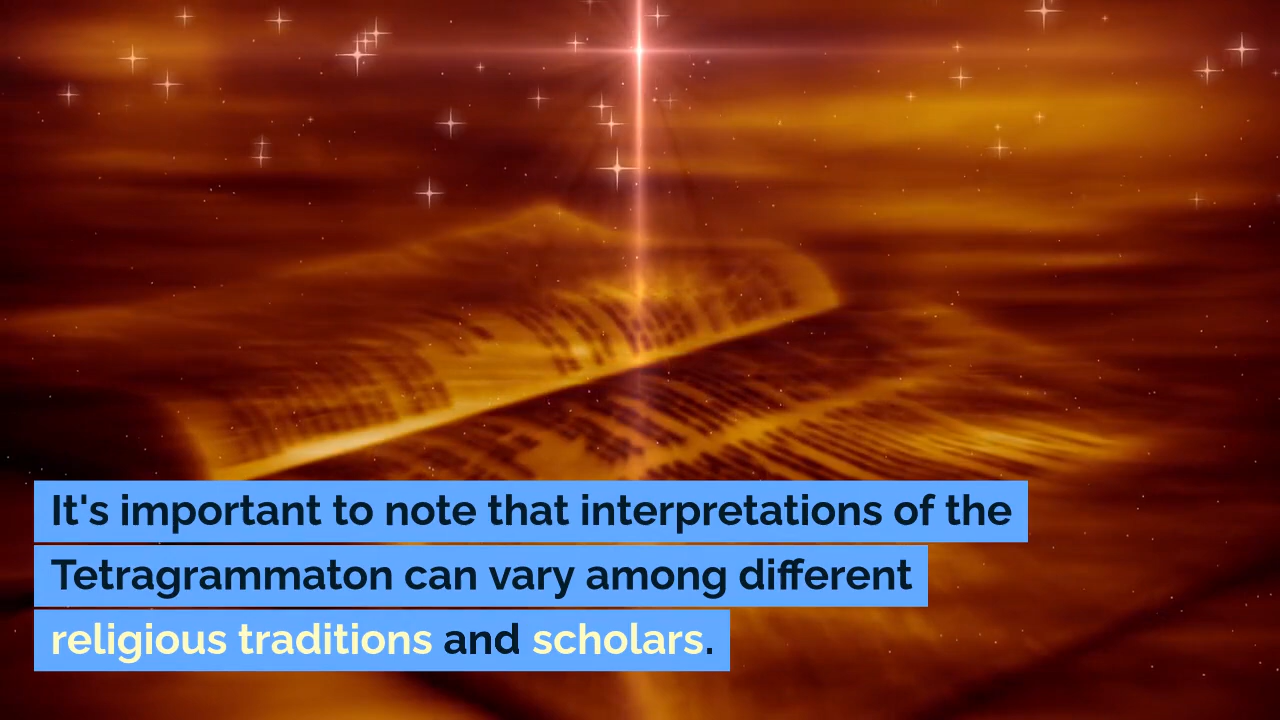 It's important to note that interpretations of the
Tetragrammaton can vary among different
religious traditions and scholars.